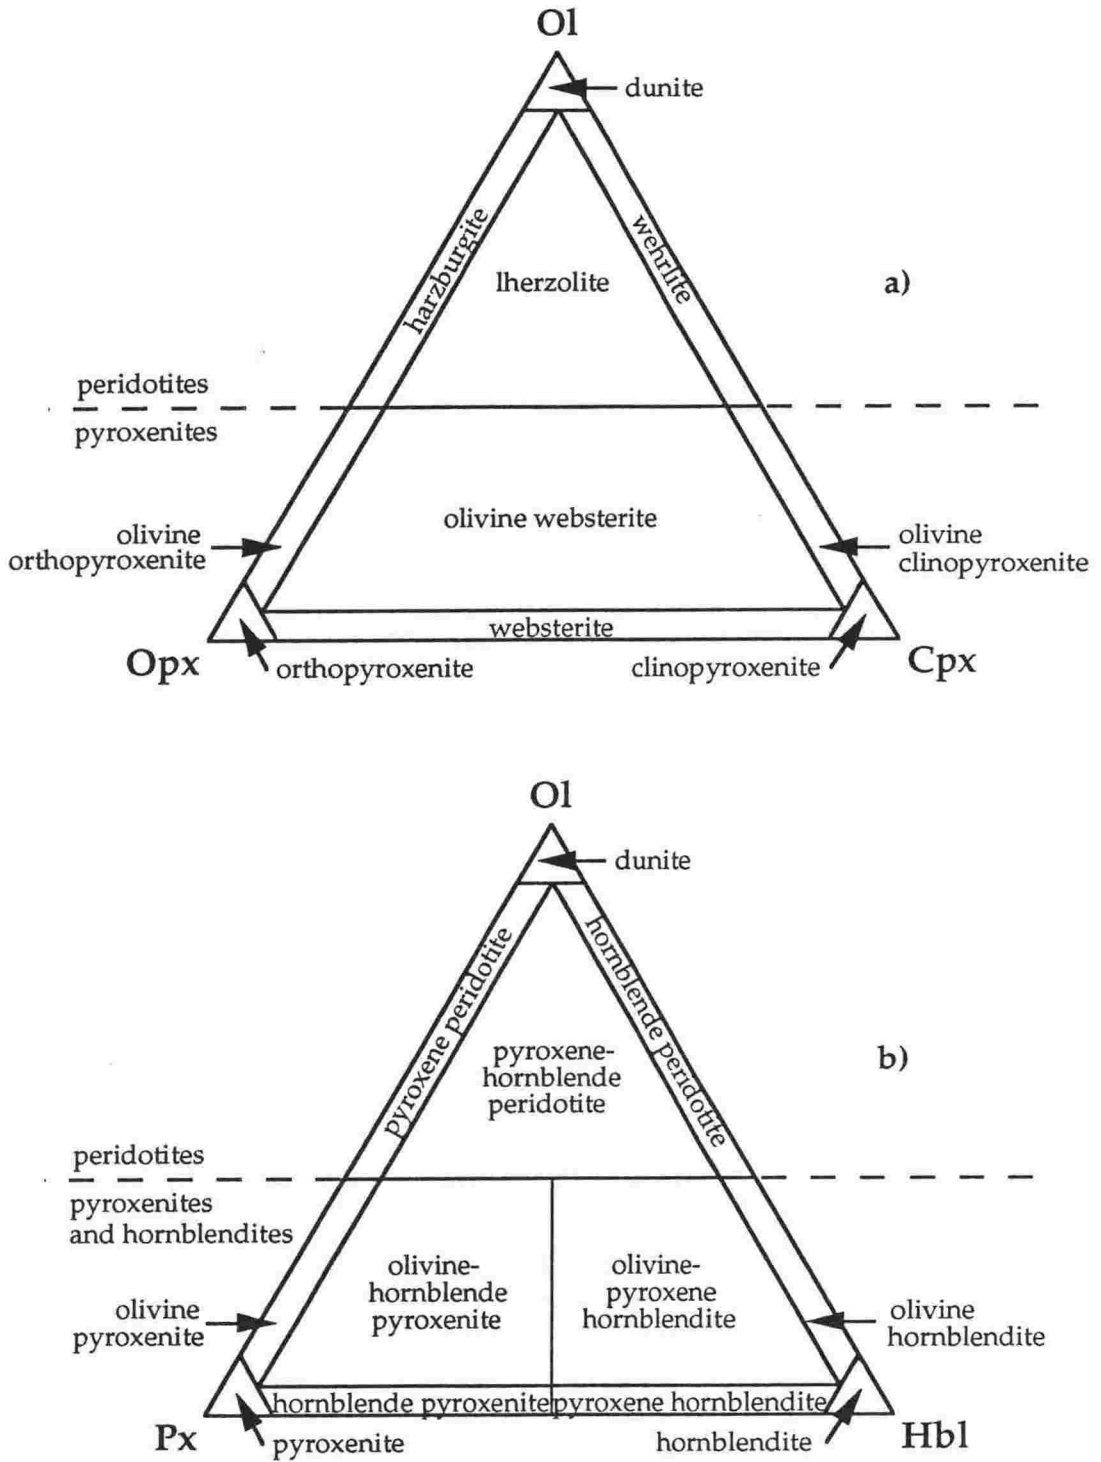 Ol
dunite
harzburgite
wehrlite
lherzolite
a)
peridotites
pyroxenites
olivine websterite
olivine
orthopyroxenite
olivine
clinopyroxenite
websterite
Opx
orthopyroxenite
clinopyroxenite
Cpx
Ol
dunite
pyroxene peridotite
hornblende peridotite
pyroxene-
hornblende
peridotite
b)
peridotites
pyroxenites
and hornblendites
olivine-
hornblende
pyroxenite
olivine-
pyroxene
hornblendite
olivine
pyroxenite
olivine
hornblendite
hornblende pyroxenite
pyroxene hornblendite
Px
pyroxenite
hornblendite
Hbl